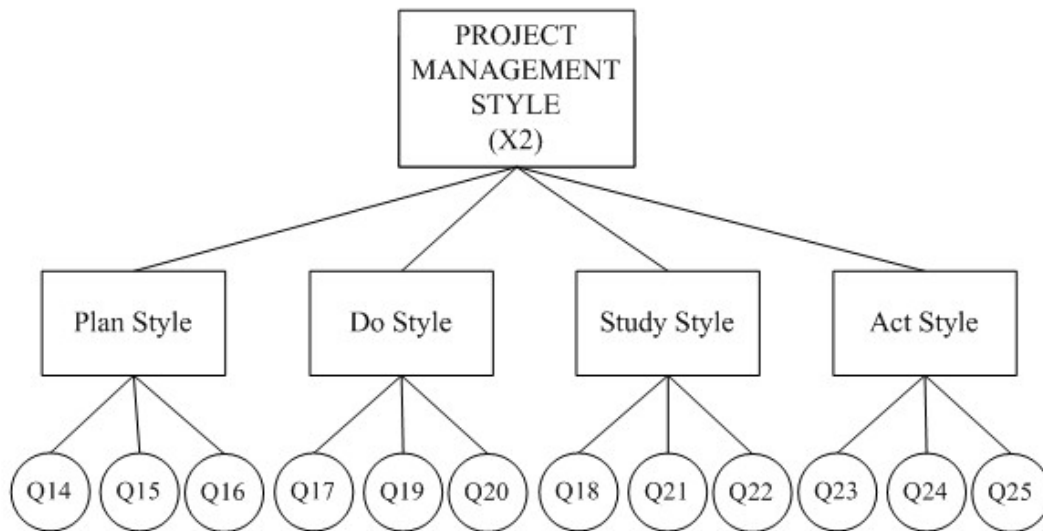 PROJECT
MANAGEMENT
STYLE
(X2)
Plan Style
Do Style
Study Style
Act Style
Q14
Q15
Q16
Q17
Q19
Q20
Q18
Q21
Q22
Q23
Q24
Q25